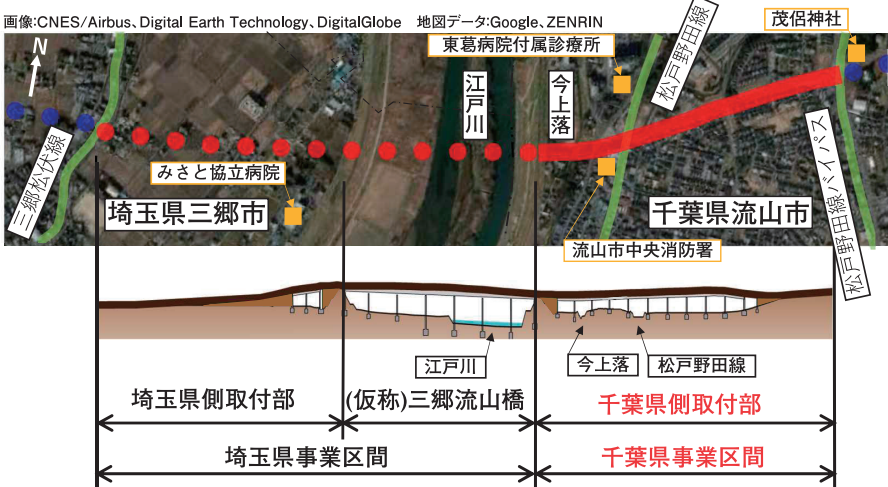 画像:CNES/Airbus、Digital Earth Technology、DigitalGlobe　地図データ:Google、ZENRIN
N
三郷松伏線
みさと協立病院
埼玉県三郷市
江戸川
東葛病院付属診療所
今上落
松戸野田線
茂侶神社
流山市中央消防署
千葉県流山市
松戸野田線バイパス
江戸川
今上落
松戸野田線
埼玉県側取付部
(仮称)三郷流山橋
千葉県側取付部
埼玉県事業区間
千葉県事業区間